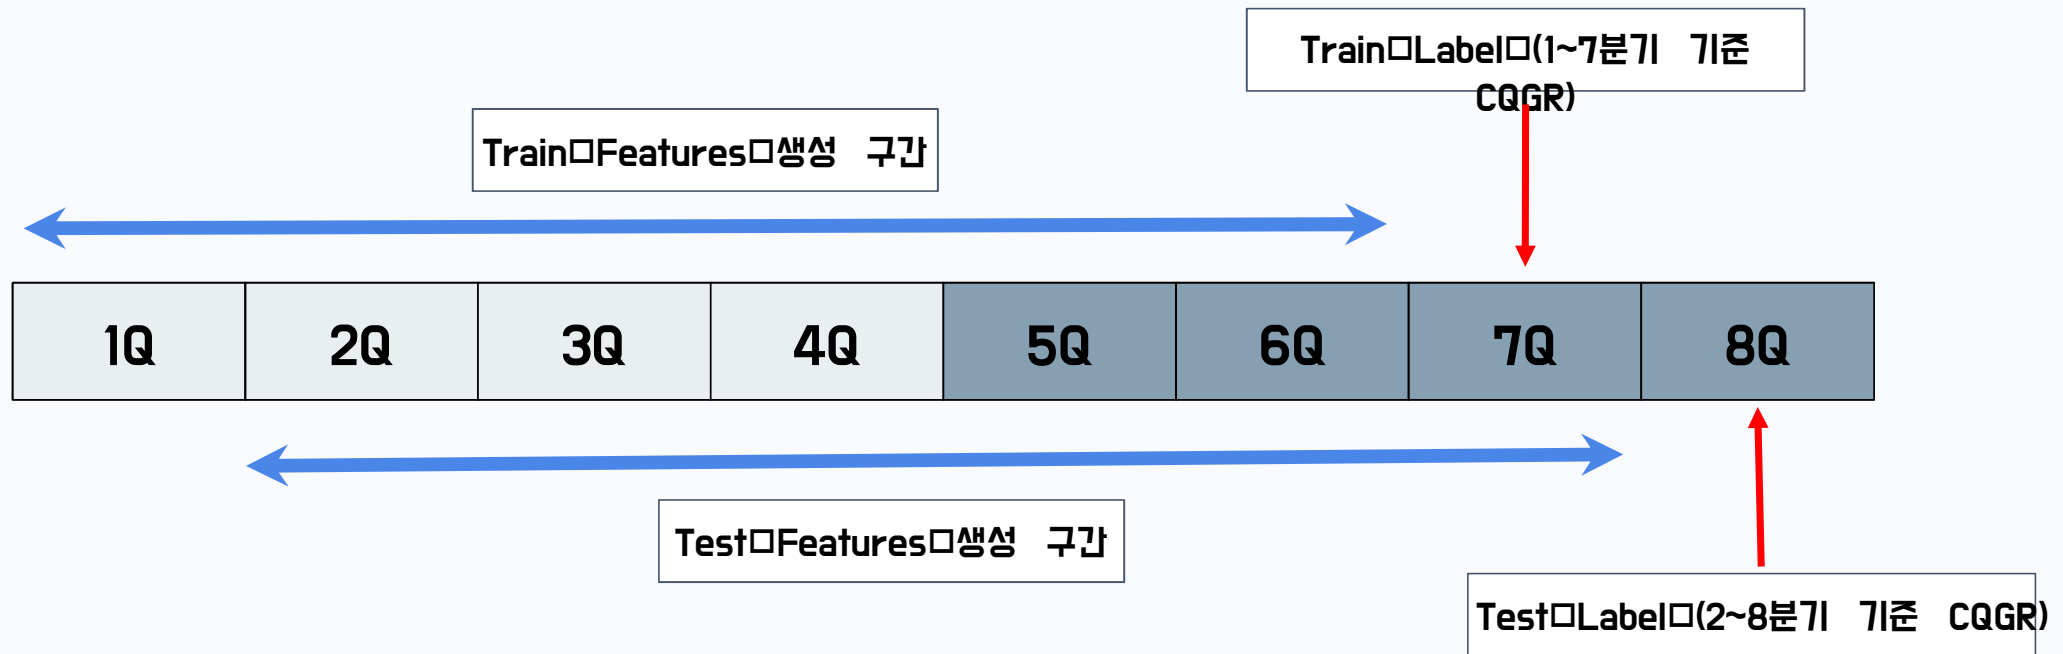 Train□Label□(1~7분기 기준
CQGR)
Train□Features□생성 구간
1Q 2Q 3Q 4Q 5Q 6Q 7Q 8Q
Test□Features□생성 구간
Test□Label□(2~8분기 기준 CQGR)